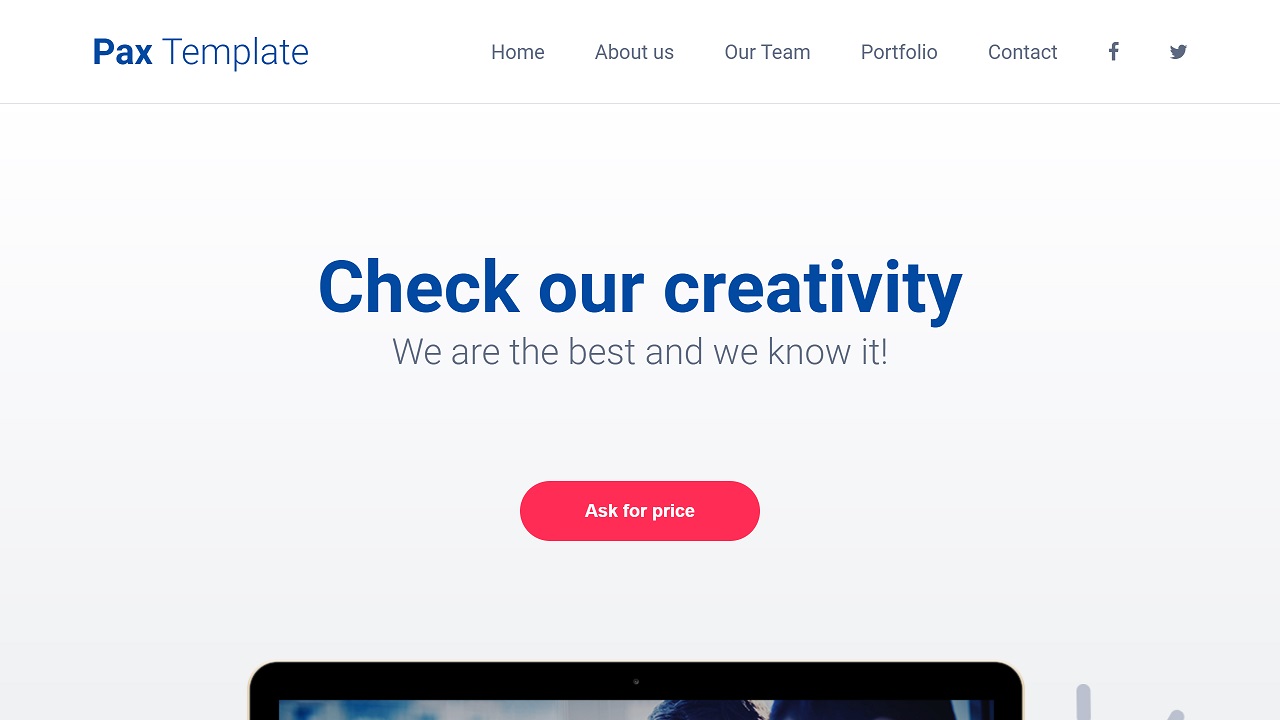 Pax Template
Home About us Our Team Portfolio Contact
Check our creativity
We are the best and we know it!
Ask for price